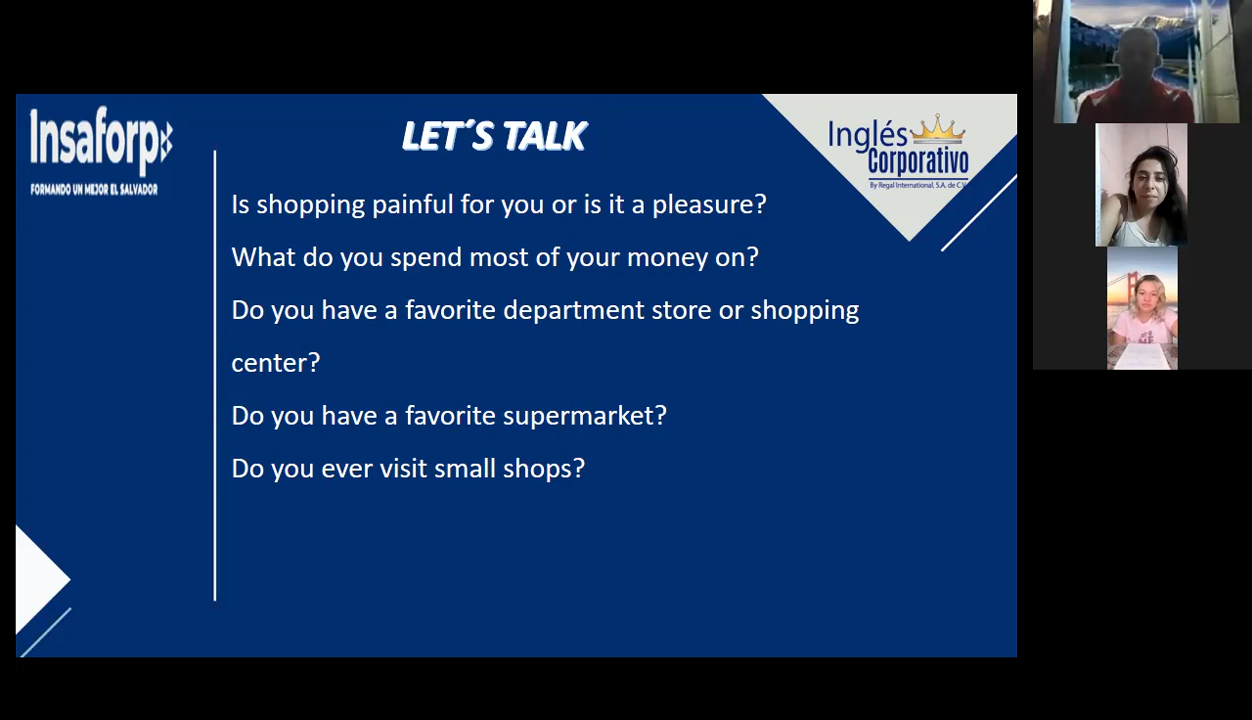 Insaforp
FORMANDO UN MEJOR EL SALVADOR
LET´S TALK
Inglés
Corporativo
By Regal International, S.A. de C.V.
Is shopping painful for you or is it a pleasure?
What do you spend most of your money on?
Do you have a favorite department store or shopping
center?
Do you have a favorite supermarket?
Do you ever visit small shops?